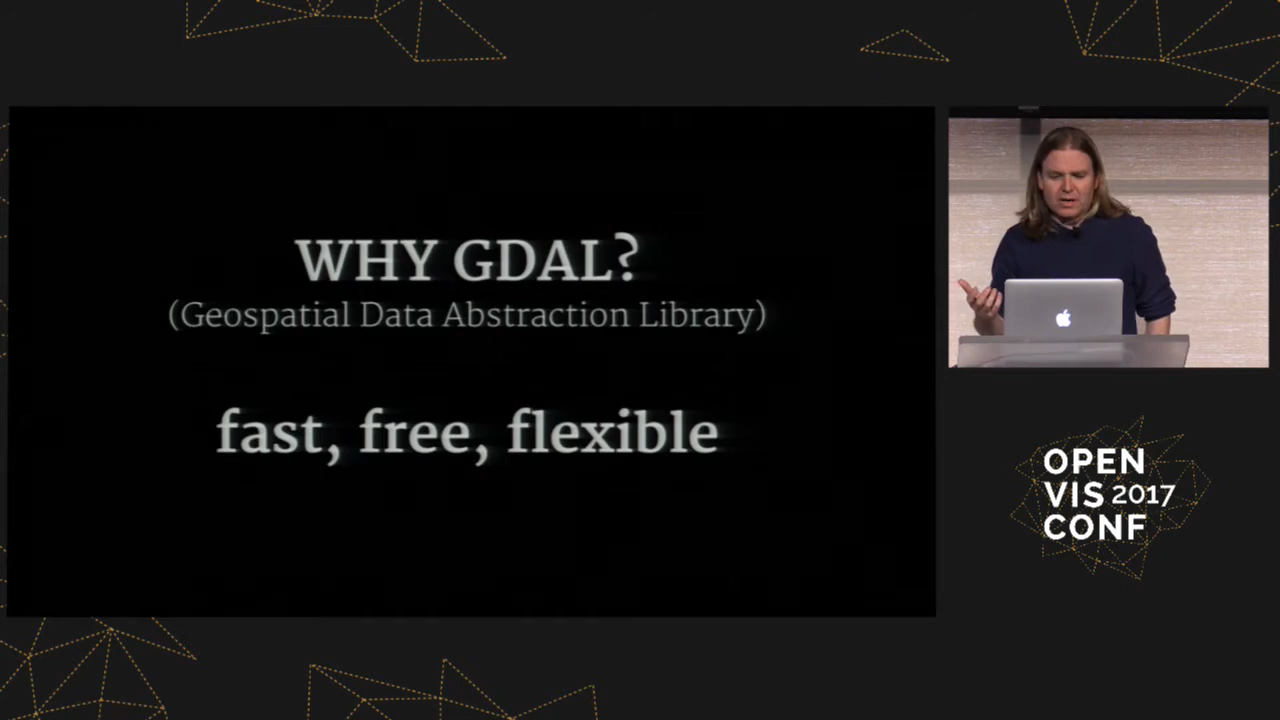 WHY GDAL?
(Geospatial Data Abstraction Library)
fast, free, flexible
OPEN
VIS 2017
CONF